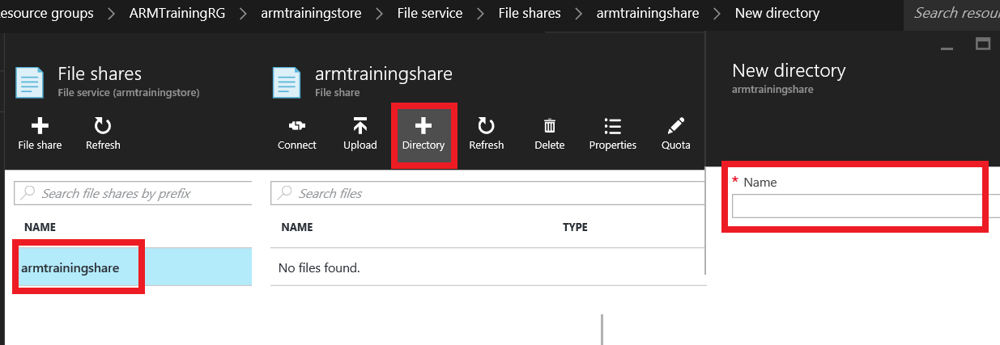 esource groups > ARMTrainingRG > armtrainingstore > File service > File shares > armtrainingshare > New directory
Search resou
File shares
File service (armtrainingstore)
File share
Refresh
Search file shares by prefix
NAME
armtrainingshare
armtrainingshare
File share
Connect
Upload
Directory
Refresh
Delete
Properties
Quota
Search files
NAME
TYPE
No files found.
New directory
armtrainingshare
* Name